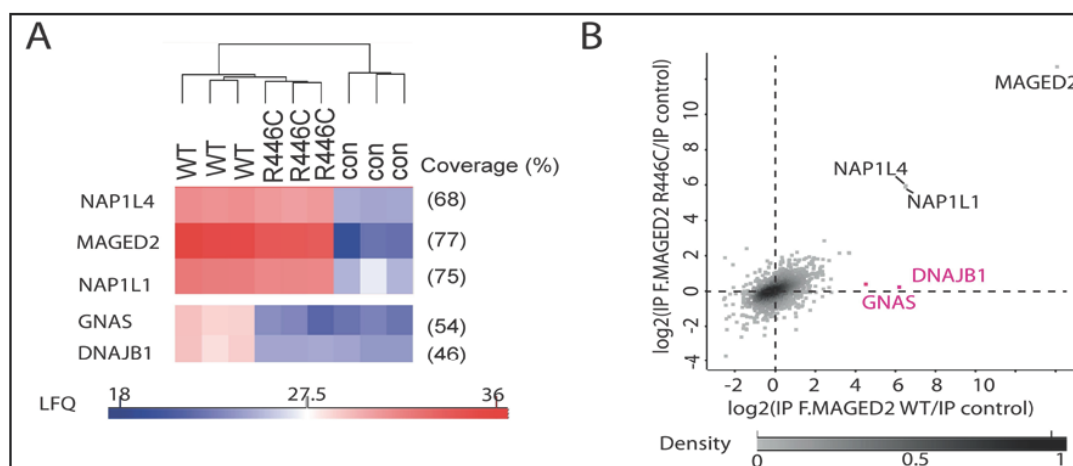 A
WT WT WT R446C R446C R446C con con con
Coverage (%)
NAP1L4 (68)
MAGED2 (77)
NAP1L1 (75)
GNAS (54)
DNAJB1 (46)
LFQ 18 27.5 36
B
log2(IP F.MAGED2 R446C/IP control)
10
8
6
4
2
0
-2
-4
MAGED2
NAP1L4
NAP1L1
DNAJB1
GNAS
-2 0 2 4 6 8 10
log2(IP F.MAGED2 WT/IP control)
Density 0 0.5 1